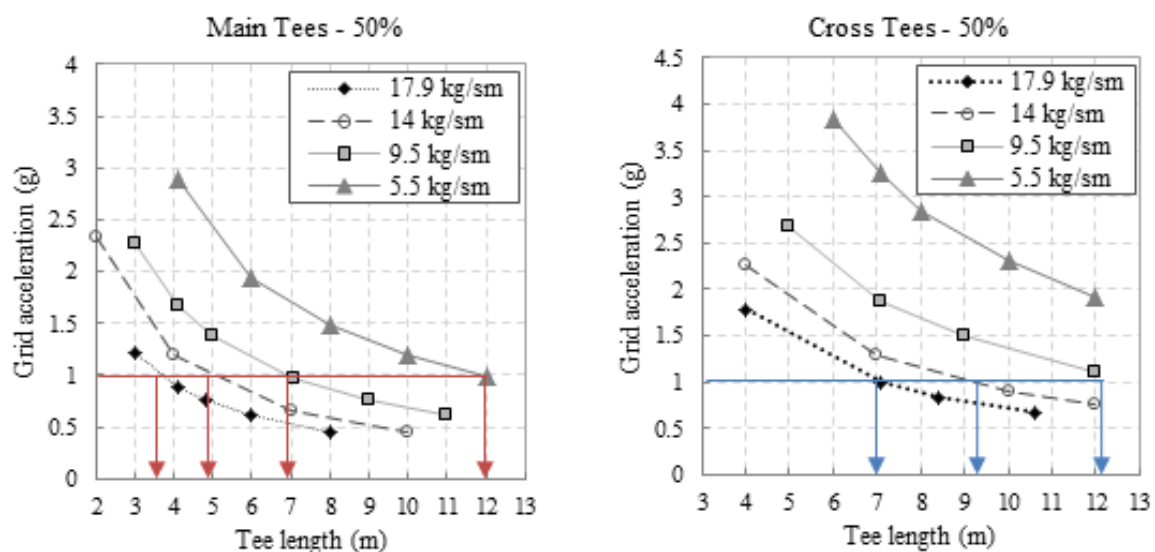 Main Tees - 50%
4
3.5
3
2.5
2
1.5
1
0.5
0
Grid acceleration (g)
17.9 kg/sm
14 kg/sm
9.5 kg/sm
5.5 kg/sm
2 3 4 5 6 7 8 9 10 11 12 13
Tee length (m)
Cross Tees - 50%
4.5
4
3.5
3
2.5
2
1.5
1
0.5
0
Grid acceleration (g)
17.9 kg/sm
14 kg/sm
9.5 kg/sm
5.5 kg/sm
3 4 5 6 7 8 9 10 11 12 13
Tee length (m)